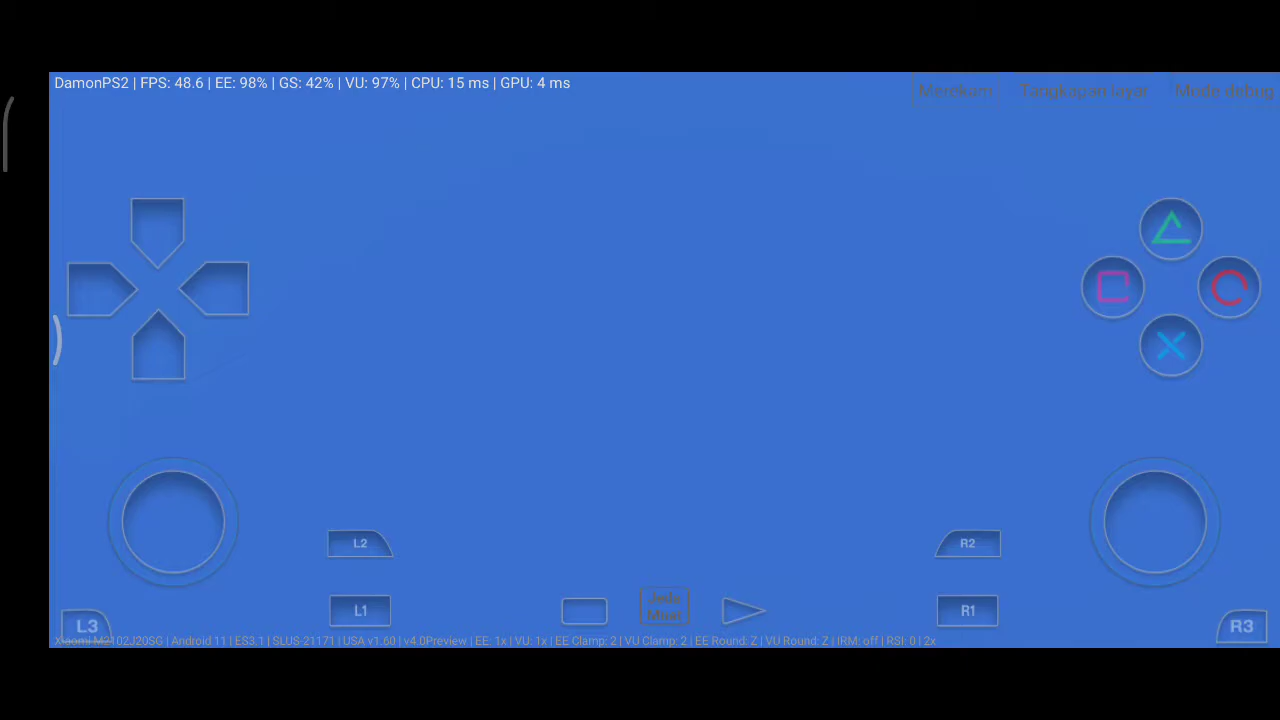 DamonPS2 | FPS: 48.6 | EE: 98% | GS: 42% | VU: 97% | CPU: 15 ms | GPU: 4 ms
Merekam Tangkapan layar Mode debug
L2 R2
L1 Jeda Muat R1
L3 R3
Xiaomi M2102J20SG | Android 11 | ES3.1 | SLUS-21171 | USA v1.60 | v4.0Preview | EE: 1x | VU: 1x | EE Clamp: 2 | VU Clamp: 2 | EE Round: Z | VU Round: Z | IRM: off | RSI: 0 | 2x